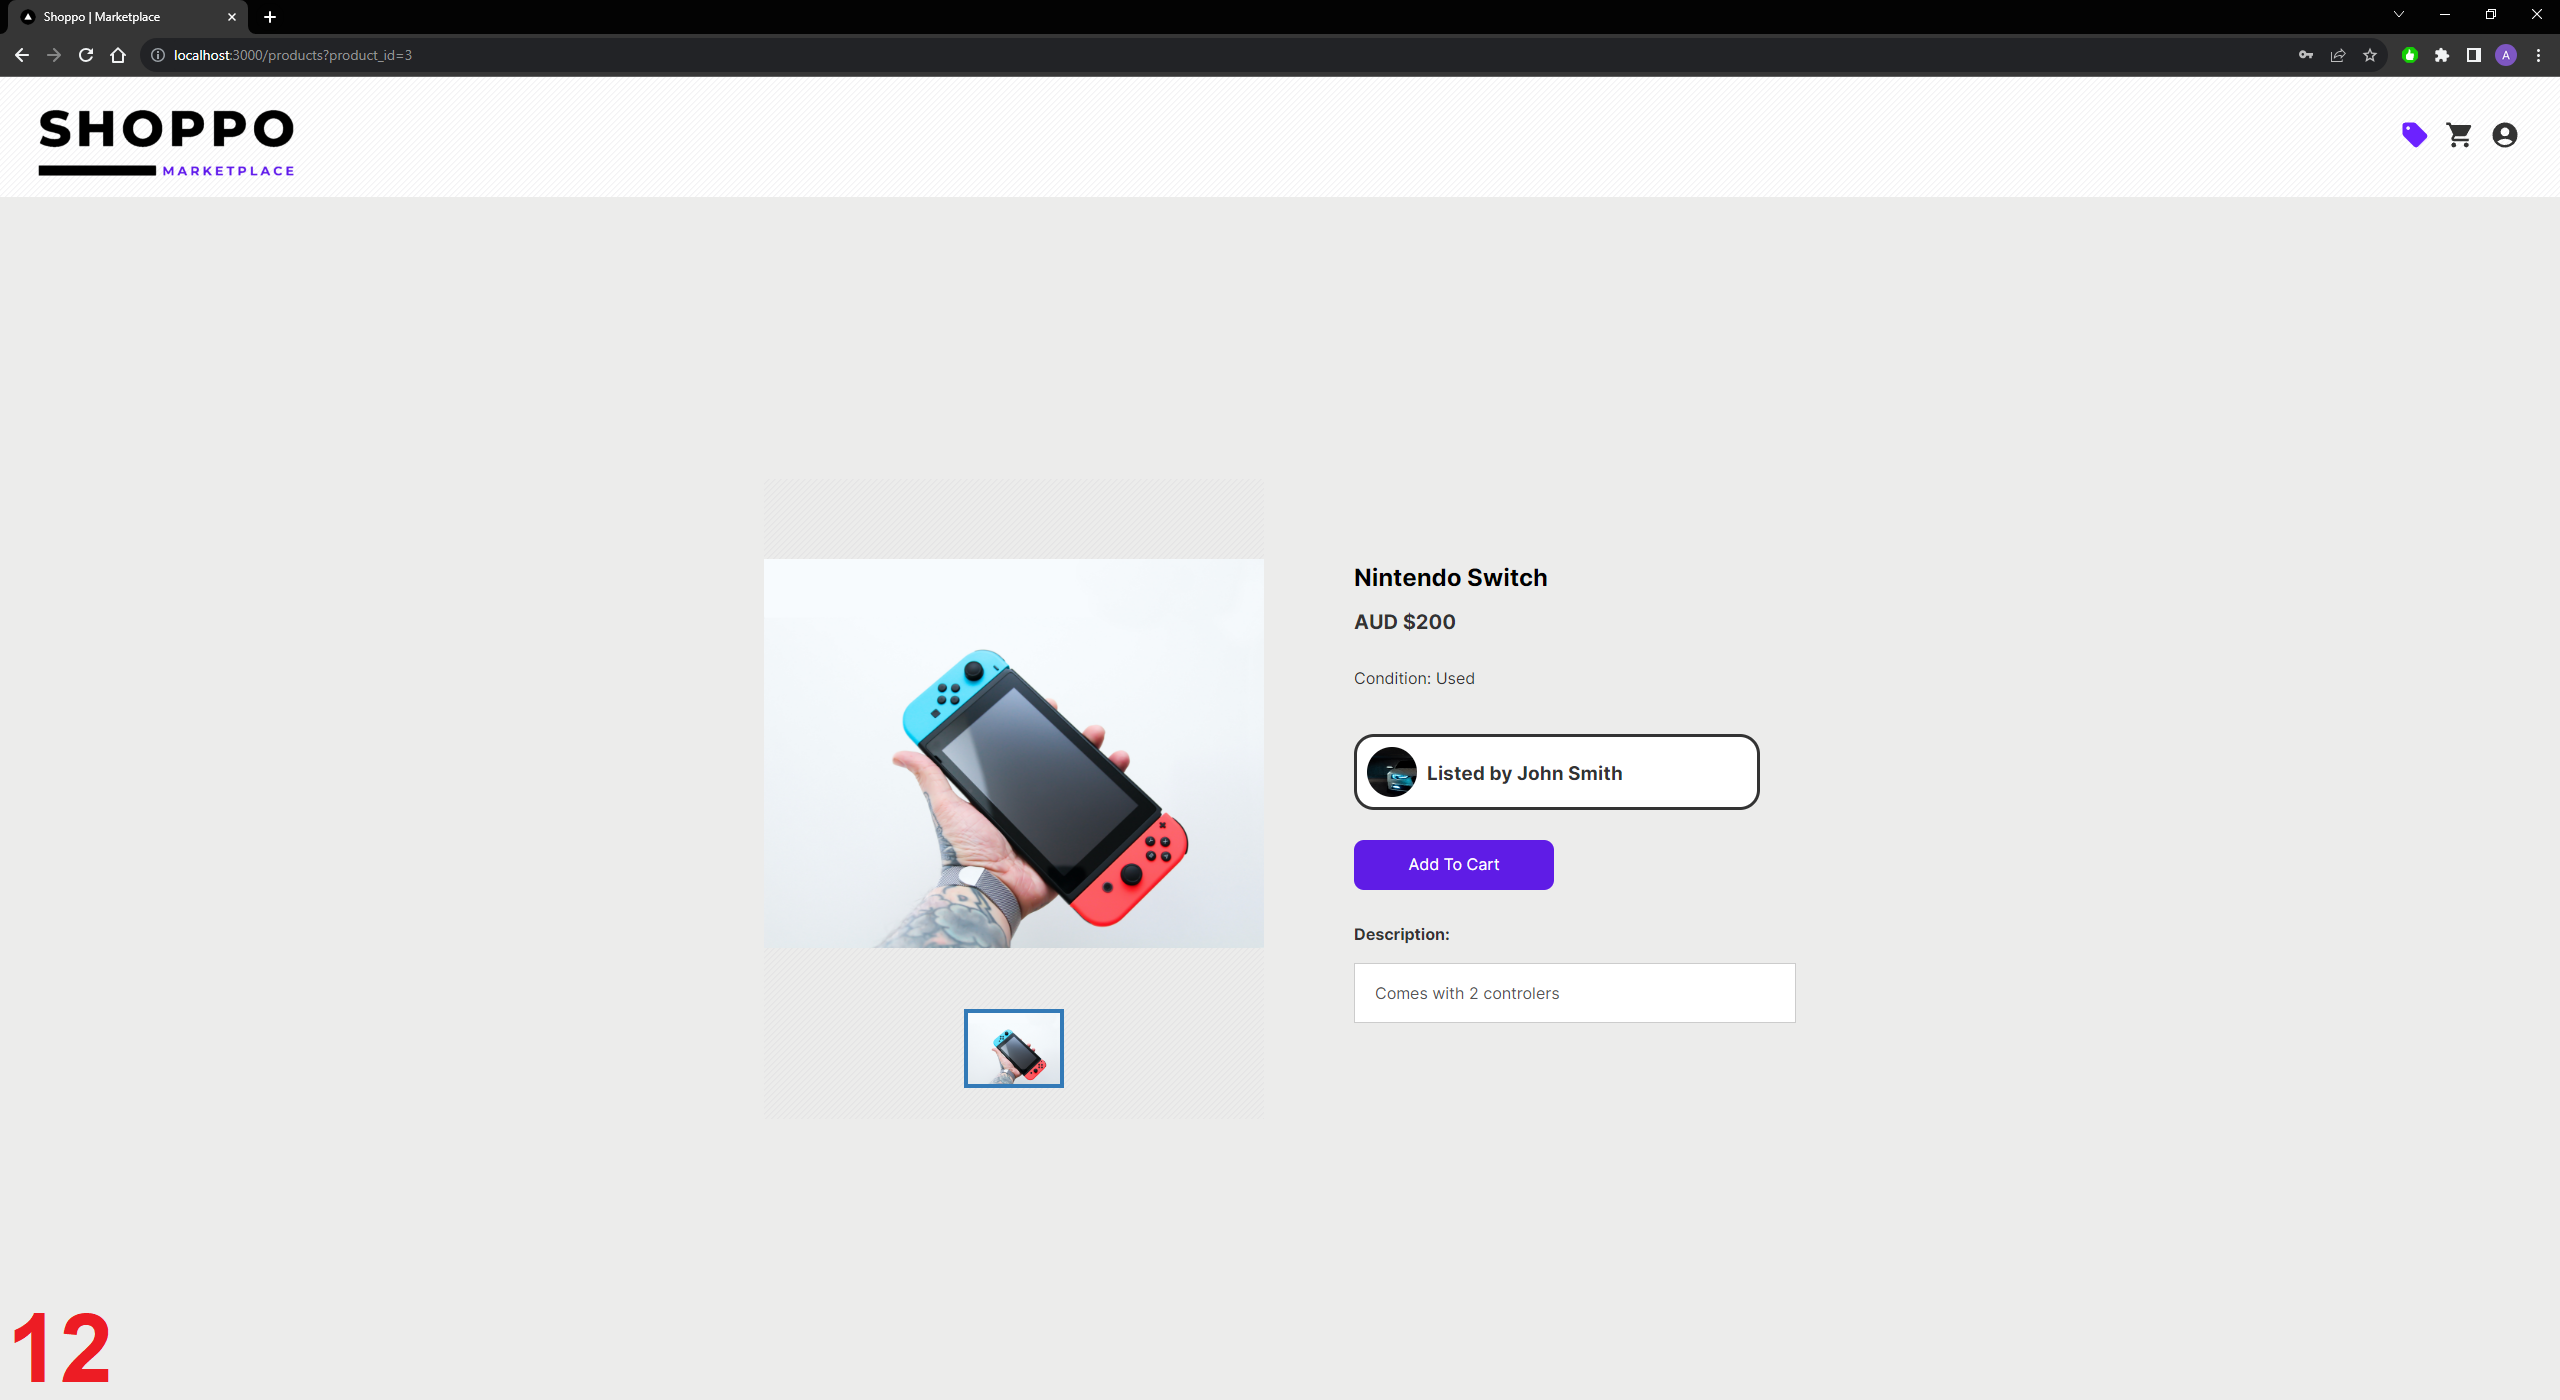 Shoppo | Marketplace
localhost:3000/products?product_id=3
A
SHOPPO
MARKETPLACE
Nintendo Switch
AUD $200
Condition: Used
Listed by John Smith
Add To Cart
Description:
Comes with 2 controlers
12